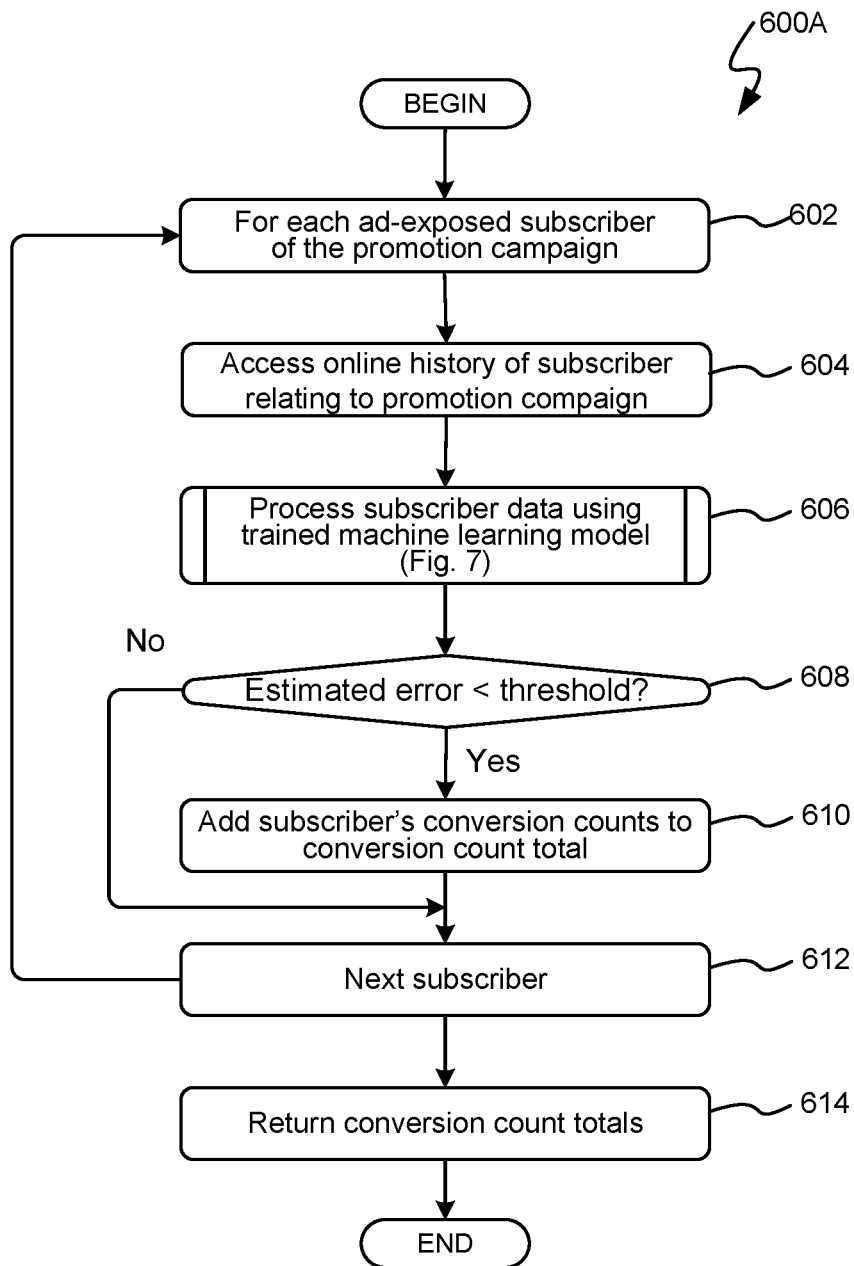 600A
BEGIN
For each ad-exposed subscriber
of the promotion campaign
602
Access online history of subscriber
relating to promotion compaign
604
Process subscriber data using
trained machine learning model
(Fig. 7)
606
No
Estimated error < threshold?
608
Yes
Add subscriber's conversion counts to
conversion count total
610
Next subscriber
612
Return conversion count totals
614
END